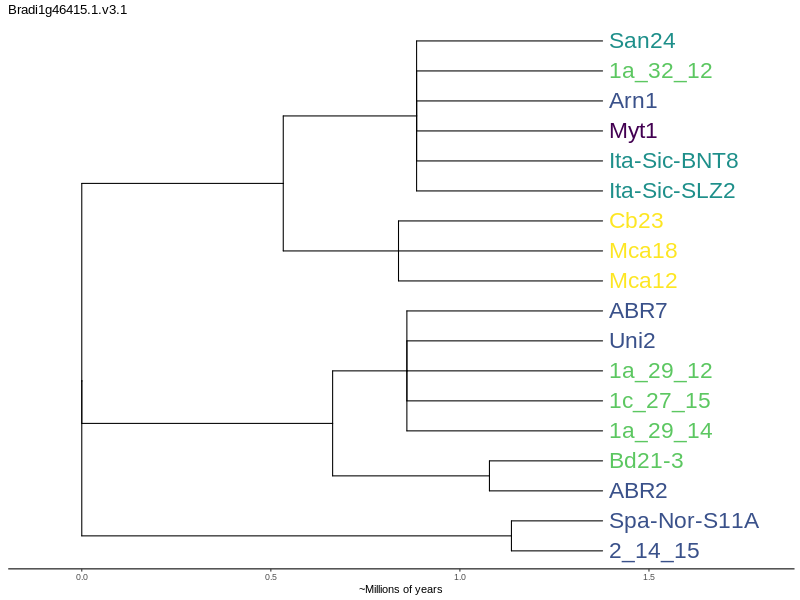 Bradi1g46415.1.v3.1
San24
1a_32_12
Arn1
Myt1
Ita-Sic-BNT8
Ita-Sic-SLZ2
Cb23
Mca18
Mca12
ABR7
Uni2
1a_29_12
1c_27_15
1a_29_14
Bd21-3
ABR2
Spa-Nor-S11A
2_14_15
0.0 0.5 1.0 1.5
~Millions of years